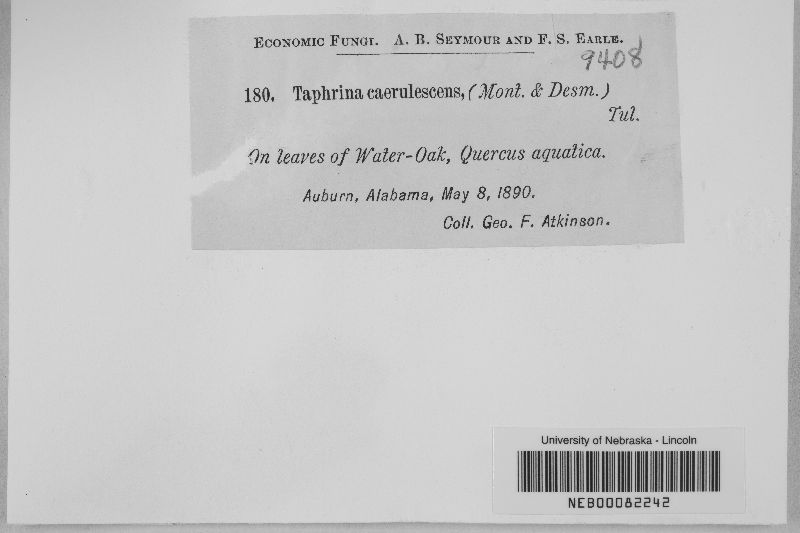 Economic Fungi. A. B. Seymour and F. S. Earle.
9408
180. Taphrina caerulescens, (Mont. & Desm.)
Tul.
On leaves of Water-Oak, Quercus aquatica.
Auburn, Alabama, May 8, 1890.
Coll. Geo. F. Atkinson.
University of Nebraska - Lincoln
NEB00082242